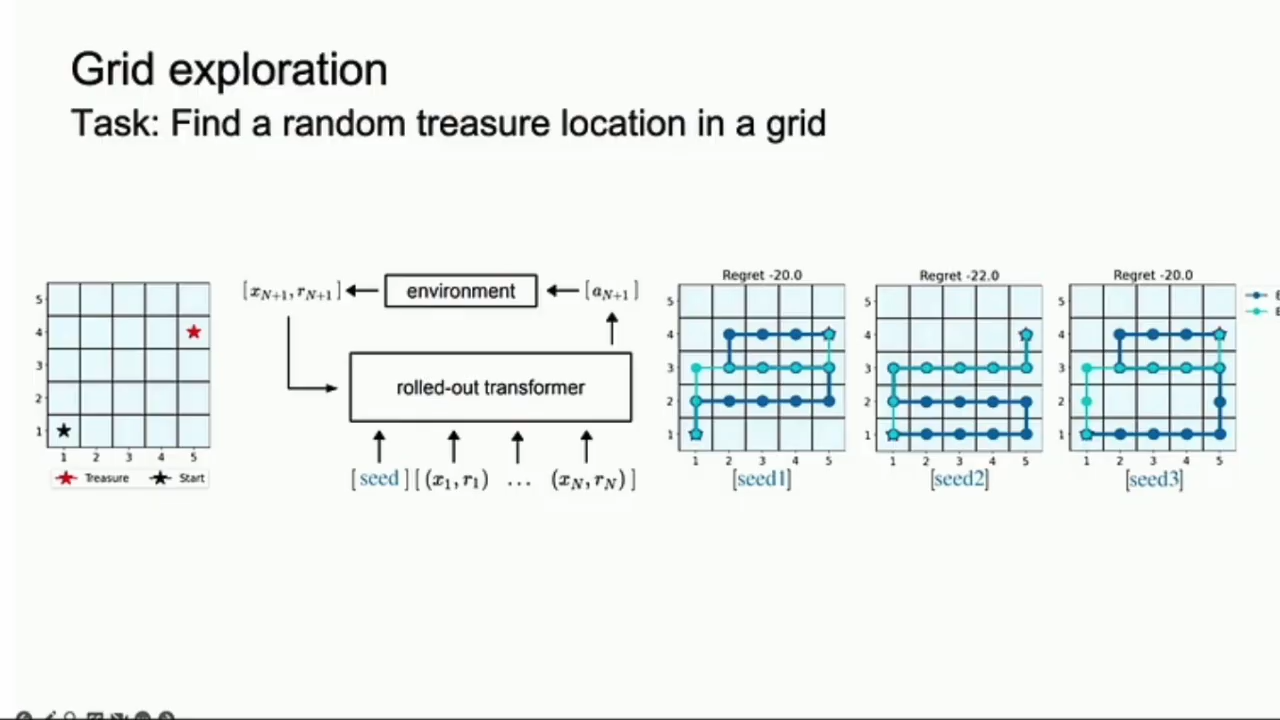 Grid exploration
Task: Find a random treasure location in a grid
5
4
3
2
1
1 2 3 4 5
Treasure Start
[x_{N+1}, r_{N+1}] environment [a_{N+1}]
rolled-out transformer
[seed] [(x_1, r_1) ... (x_N, r_N)]
Regret -20.0
5
4
3
2
1
1 2 3 4 5
[seed1]
Regret -22.0
5
4
3
2
1
1 2 3 4 5
[seed2]
Regret -20.0
5
4
3
2
1
1 2 3 4 5
[seed3]